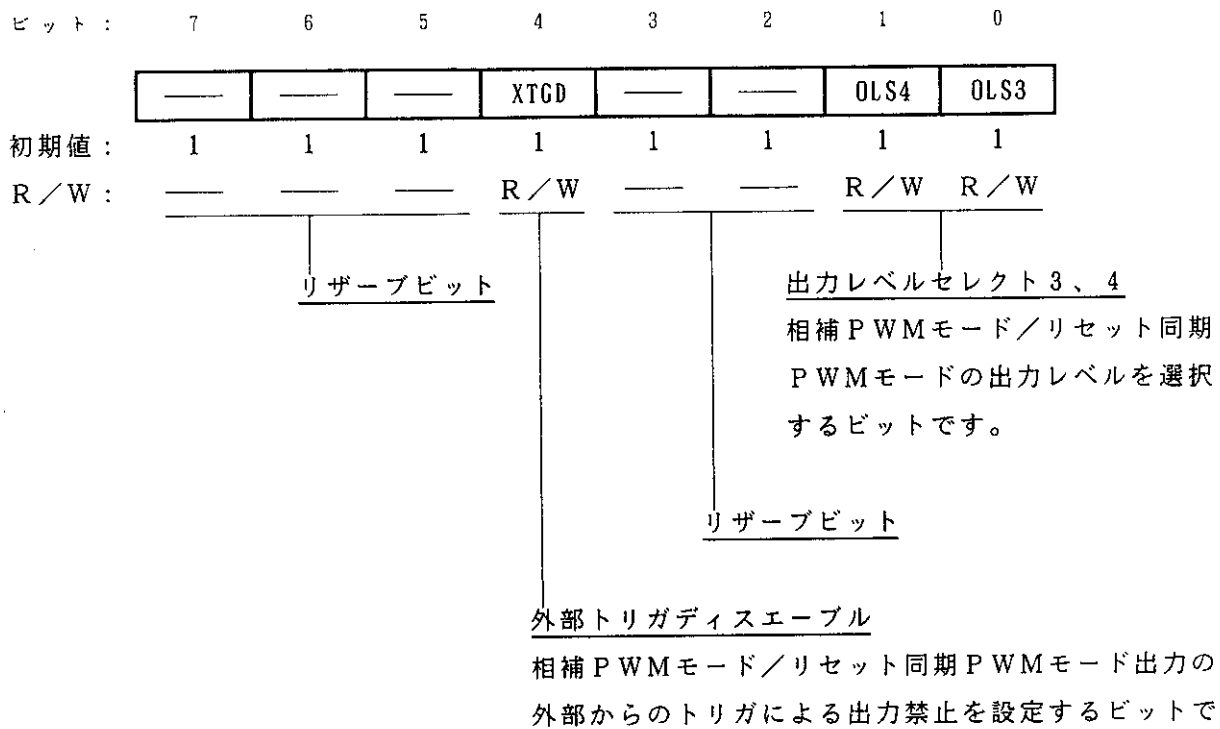 ビット： 7 6 5 4 3 2 1 0
— — — XTGD — — OLS4 OLS3
初期値： 1 1 1 1 1 1 1 1
R／W： — — — R／W — — R／W R／W
リザーブビット
出力レベルセレクト3、4
相補PWMモード／リセット同期
PWMモードの出力レベルを選択
するビットです。
リザーブビット
外部トリガディスエーブル
相補PWMモード／リセット同期PWMモード出力の
外部からのトリガによる出力禁止を設定するビットで